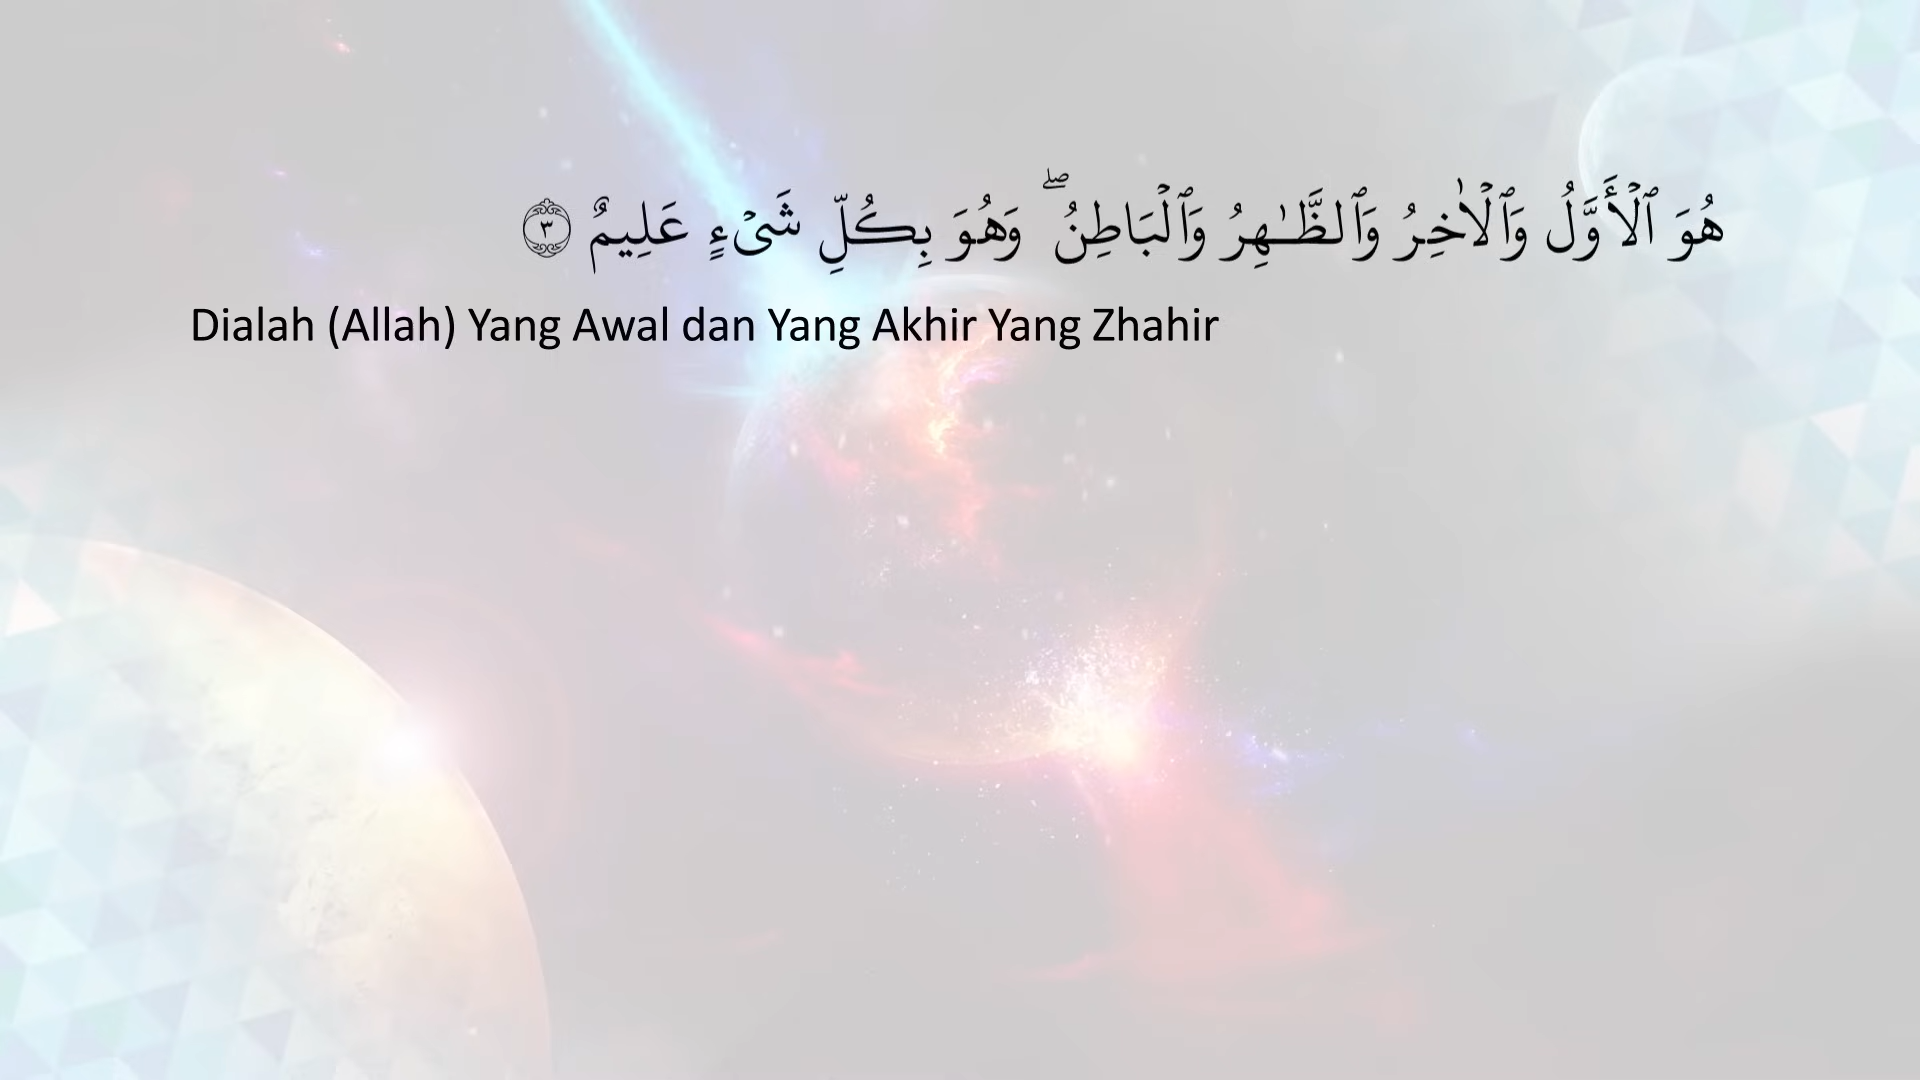 هُوَ ٱلْأَوَّلُ وَٱلْـَٔاخِرُ وَٱلظَّـٰهِرُ وَٱلْبَاطِنُ ۖ وَهُوَ بِكُلِّ شَىْءٍ عَلِيمٌ ٣
Dialah (Allah) Yang Awal dan Yang Akhir Yang Zhahir